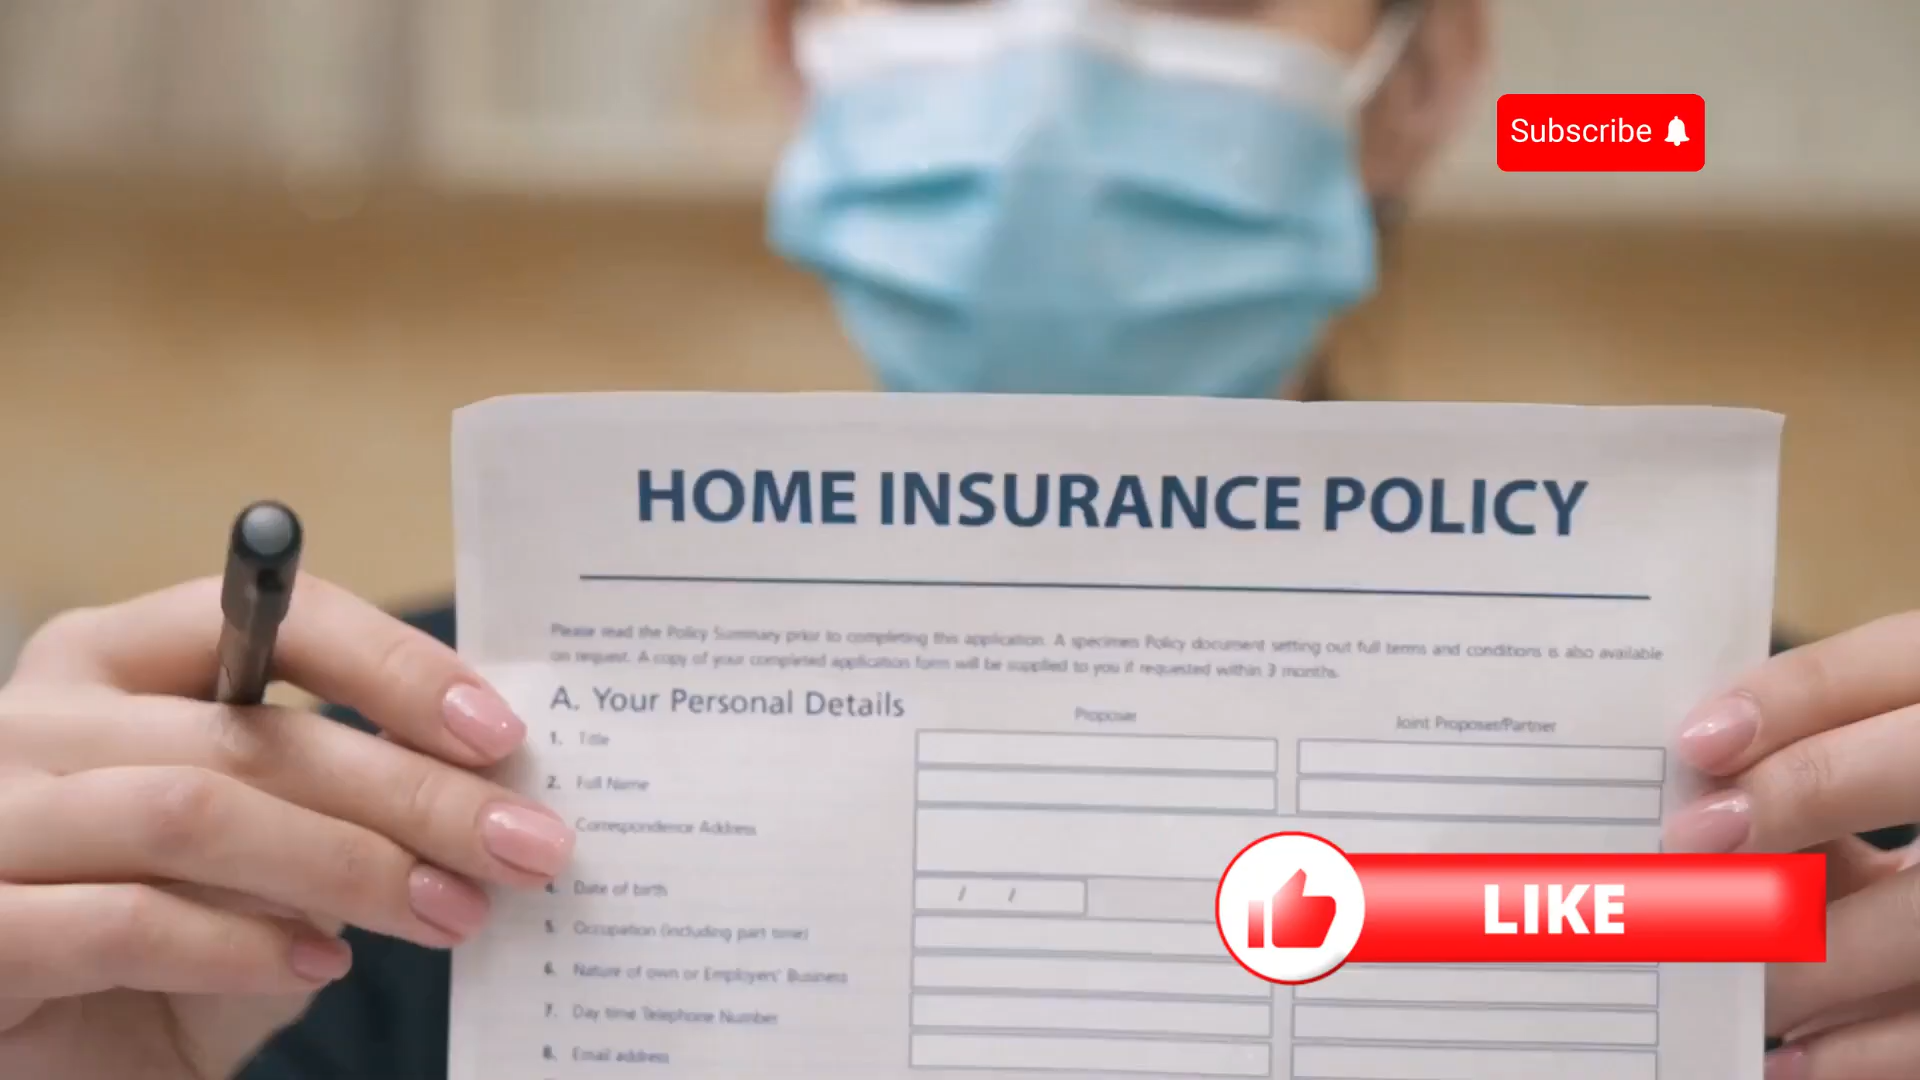 Subscribe
HOME INSURANCE POLICY
Please read the Policy Summary prior to completing this application. A specimen Policy document setting out full terms and conditions is also available
on request. A copy of your completed application form will be supplied to you if requested within 3 months.
A. Your Personal Details
Proposer
Joint Proposer/Partner
1. Title
2. Full Name
Correspondence Address
4. Date of birth
/ /
5. Occupation (including part time)
6. Nature of own or Employers' Business
7. Day time Telephone Number
8. Email address
LIKE